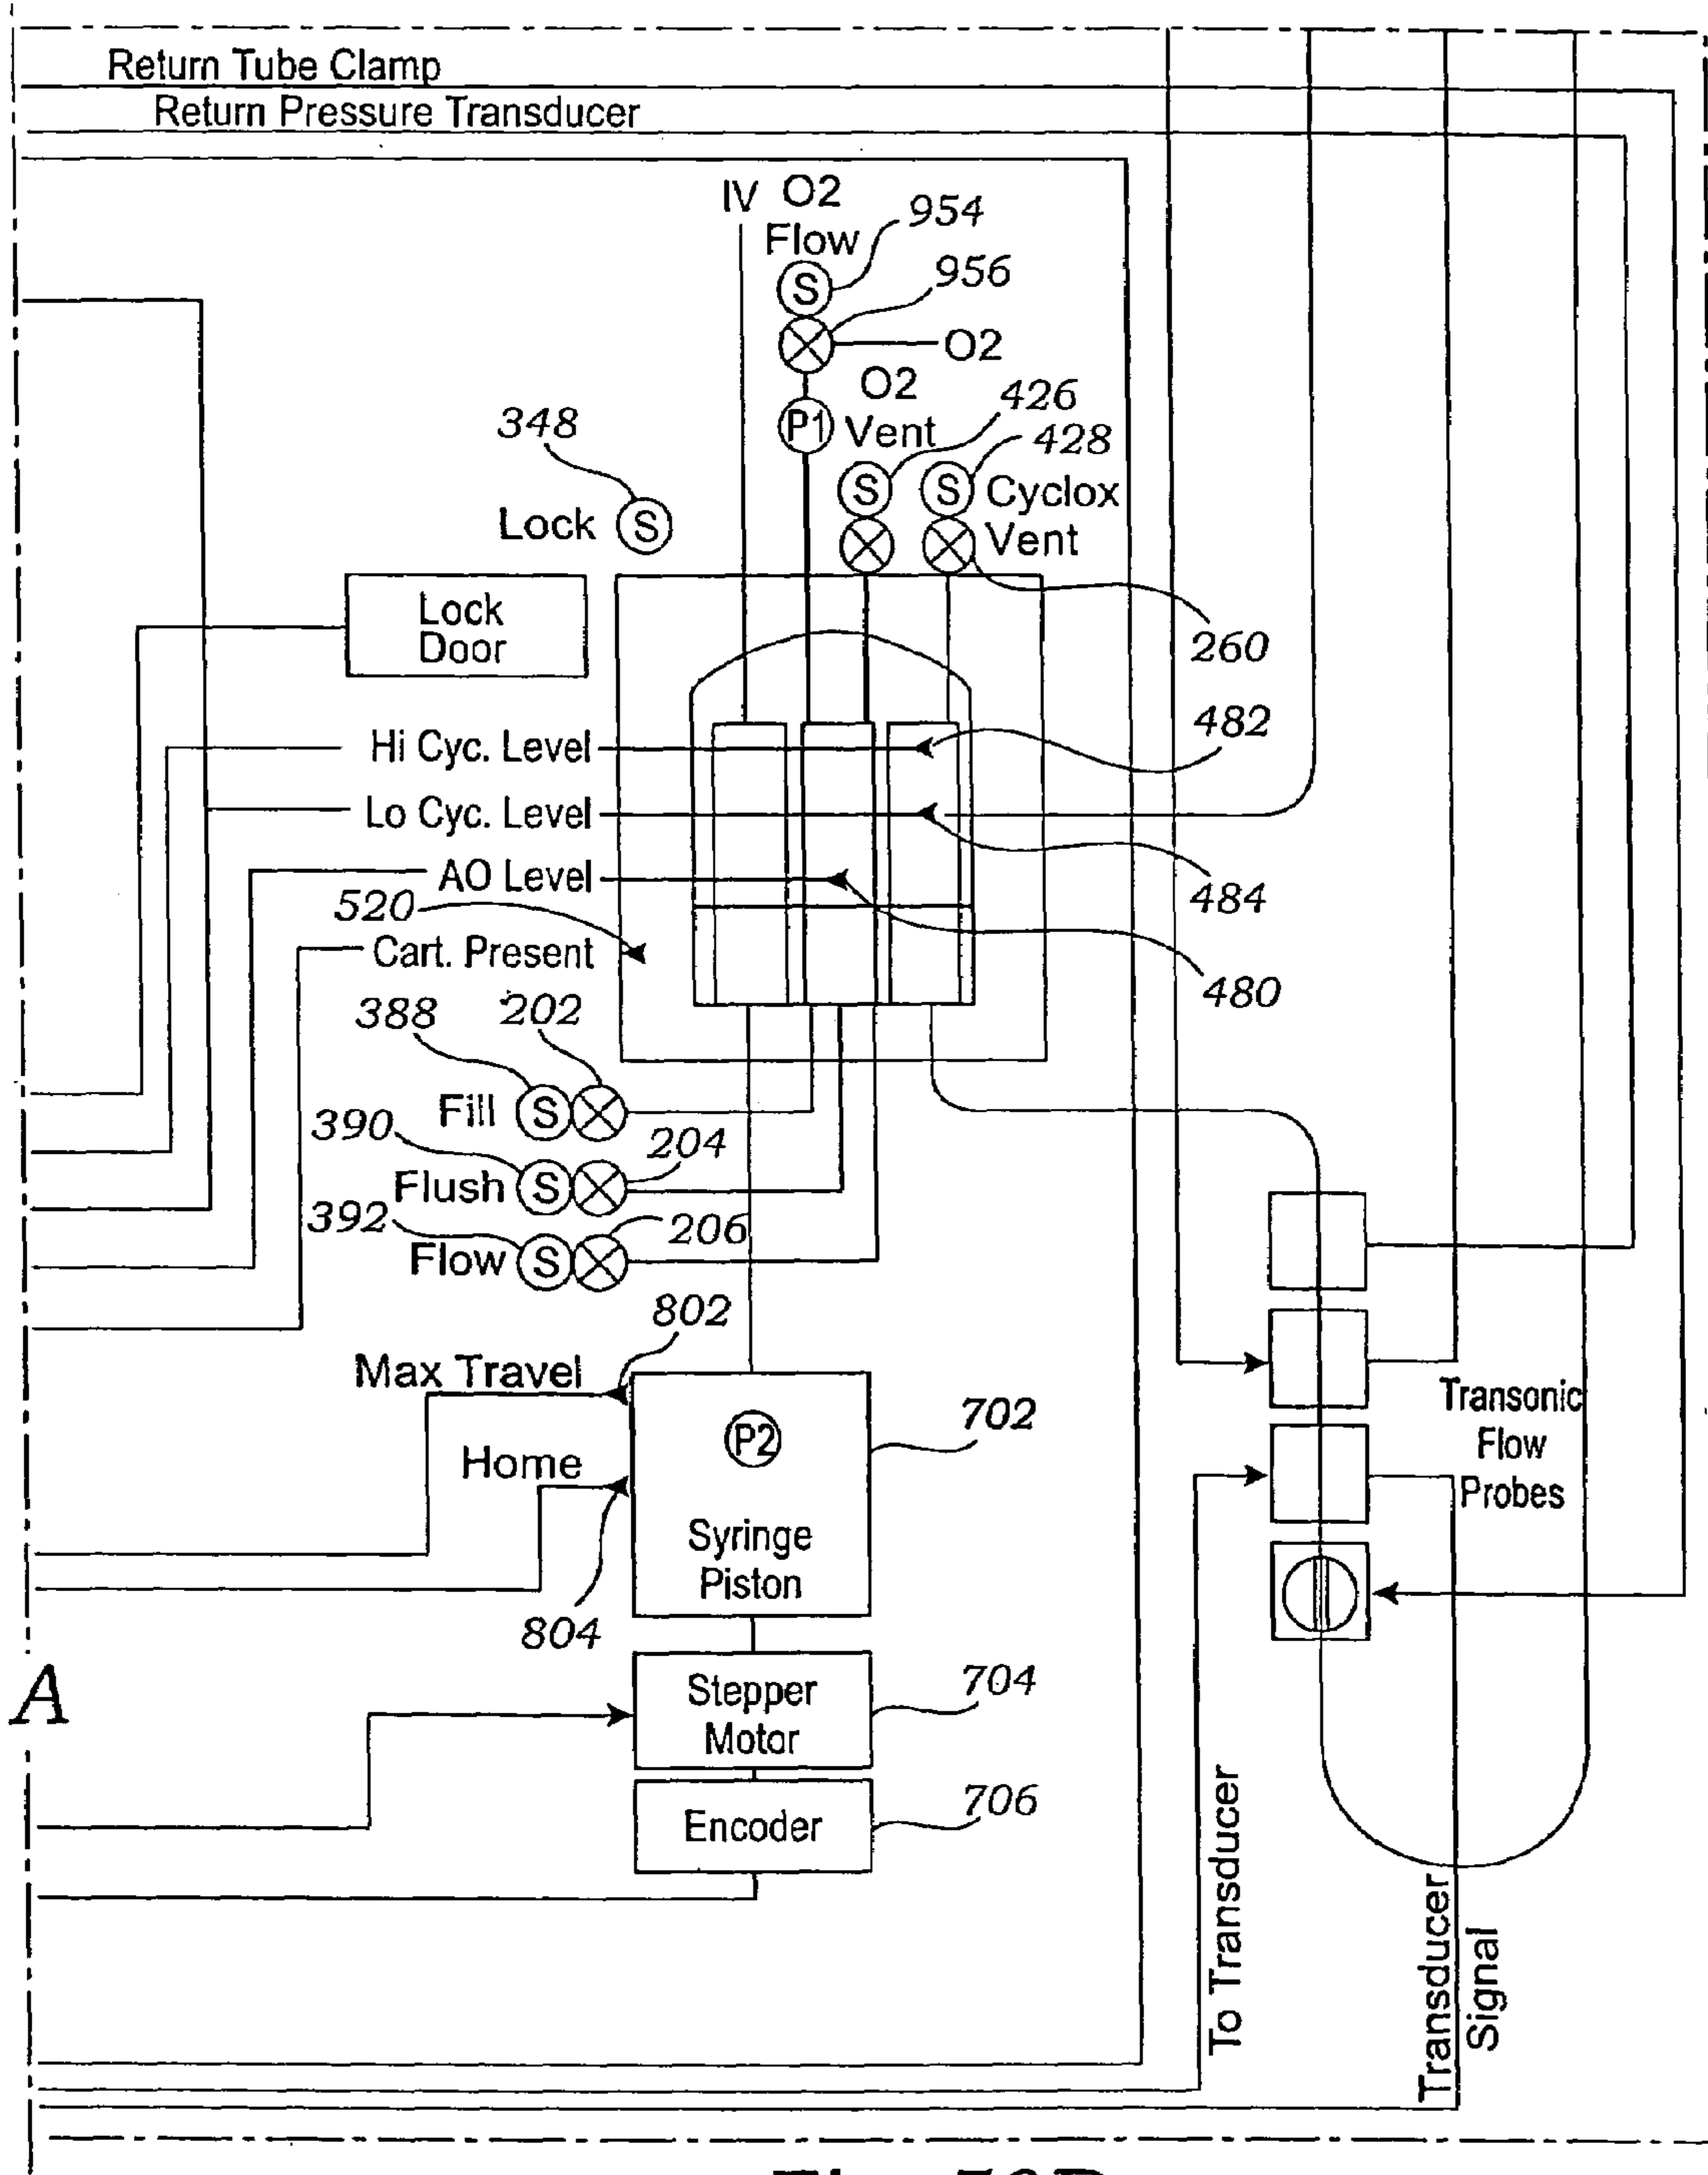 Return Tube Clamp
Return Pressure Transducer
IV
O2
Flow
954
S
956
O2
P1
O2
Vent
426
428
S
S
Cyclox
Vent
348
Lock
S
260
Lock
Door
Hi Cyc. Level
482
Lo Cyc. Level
484
AO Level
520
Cart. Present
480
388
202
Fill
S
390
204
Flush
S
392
206
Flow
S
802
Max Travel
P2
702
Home
Syringe
Piston
804
Transonic
Flow
Probes
A
Stepper
Motor
704
Encoder
706
To Transducer
Transducer
Signal